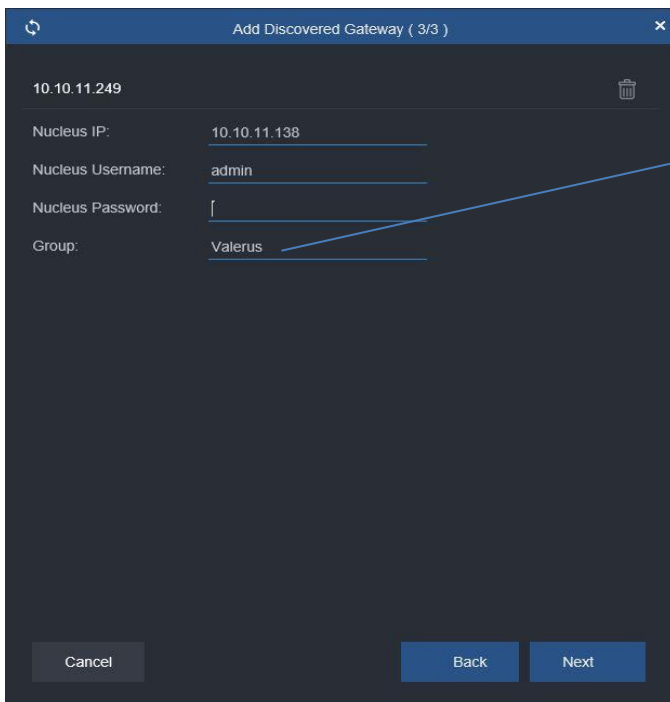 Add Discovered Gateway ( 3/3 )
10.10.11.249
Nucleus IP: 10.10.11.138
Nucleus Username: admin
Nucleus Password:
Group: Valerus
Cancel Back Next